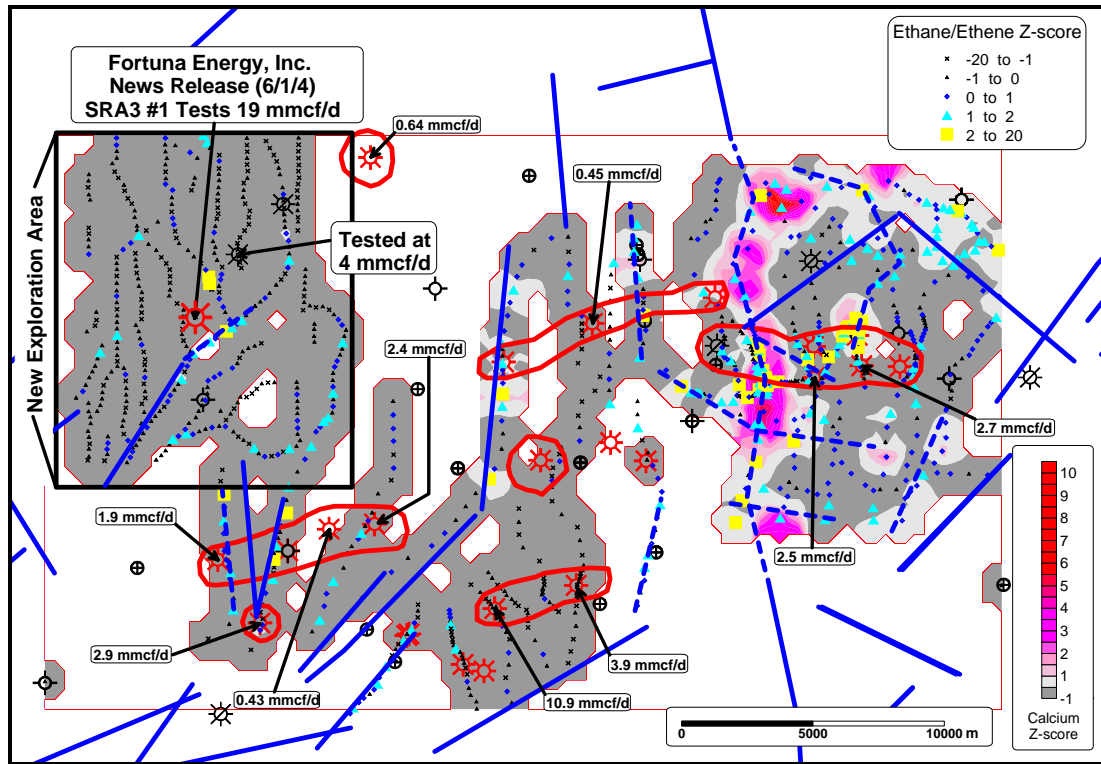 Fortuna Energy, Inc.
News Release (6/1/4)
SRA3 #1 Tests 19 mmcf/d
Ethane/Ethene Z-score
-20 to -1
-1 to 0
0 to 1
1 to 2
2 to 20
0.64 mmcf/d
0.45 mmcf/d
New Exploration Area
Tested at
4 mmcf/d
2.4 mmcf/d
2.7 mmcf/d
1.9 mmcf/d
2.5 mmcf/d
2.9 mmcf/d
0.43 mmcf/d
3.9 mmcf/d
10.9 mmcf/d
10
9
8
7
6
5
4
3
2
1
-1
Calcium
Z-score
0 5000 10000 m